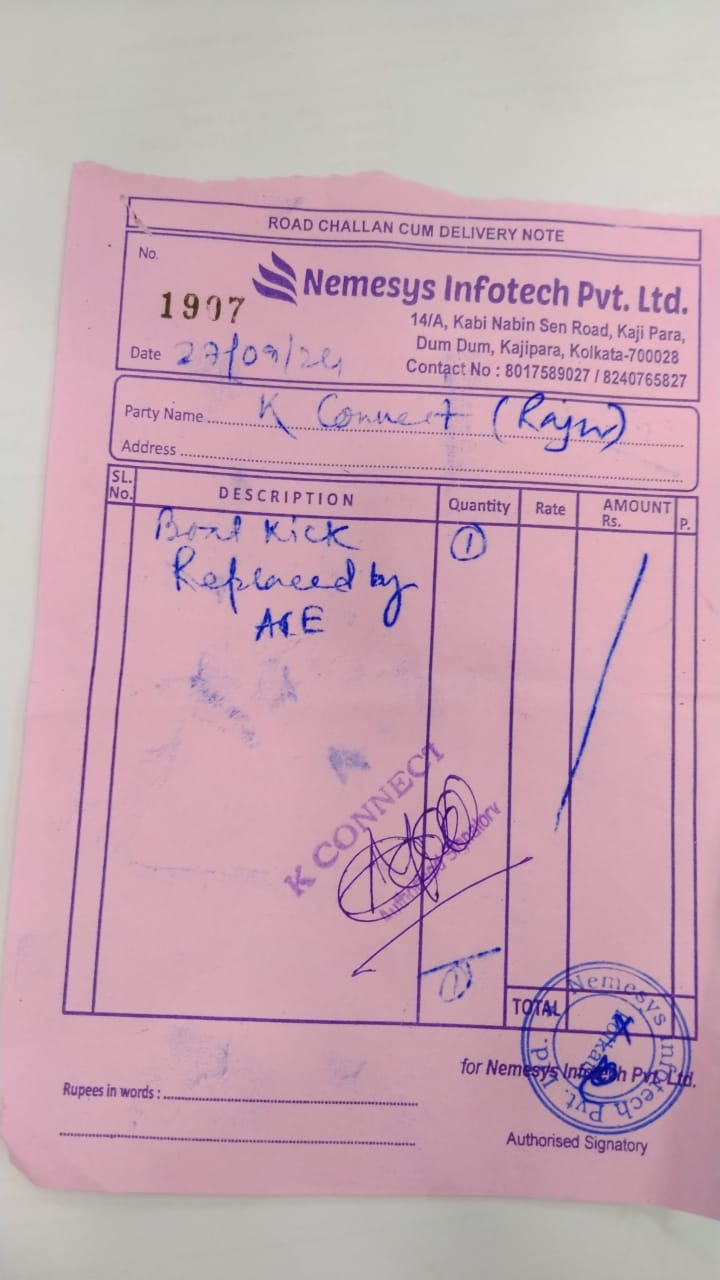 ROAD CHALLAN CUM DELIVERY NOTE
No.
1907
Nemesys Infotech Pvt. Ltd.
14/A, Kabi Nabin Sen Road, Kaji Para,
Dum Dum, Kajipara, Kolkata-700028
Contact No : 8017589027 / 8240765827
Date 27/09/24
Party Name K Connect (Raju)
Address
SL. No. DESCRIPTION Quantity Rate AMOUNT Rs. P.
Boat Kick 1
Replaced by
ACE
K CONNECT
Authorised Signatory
1
TOTAL
Nemesys Infotech Pvt. Ltd.
Kolkata
for Nemesys Infotech Pvt. Ltd.
Rupees in words :
Authorised Signatory